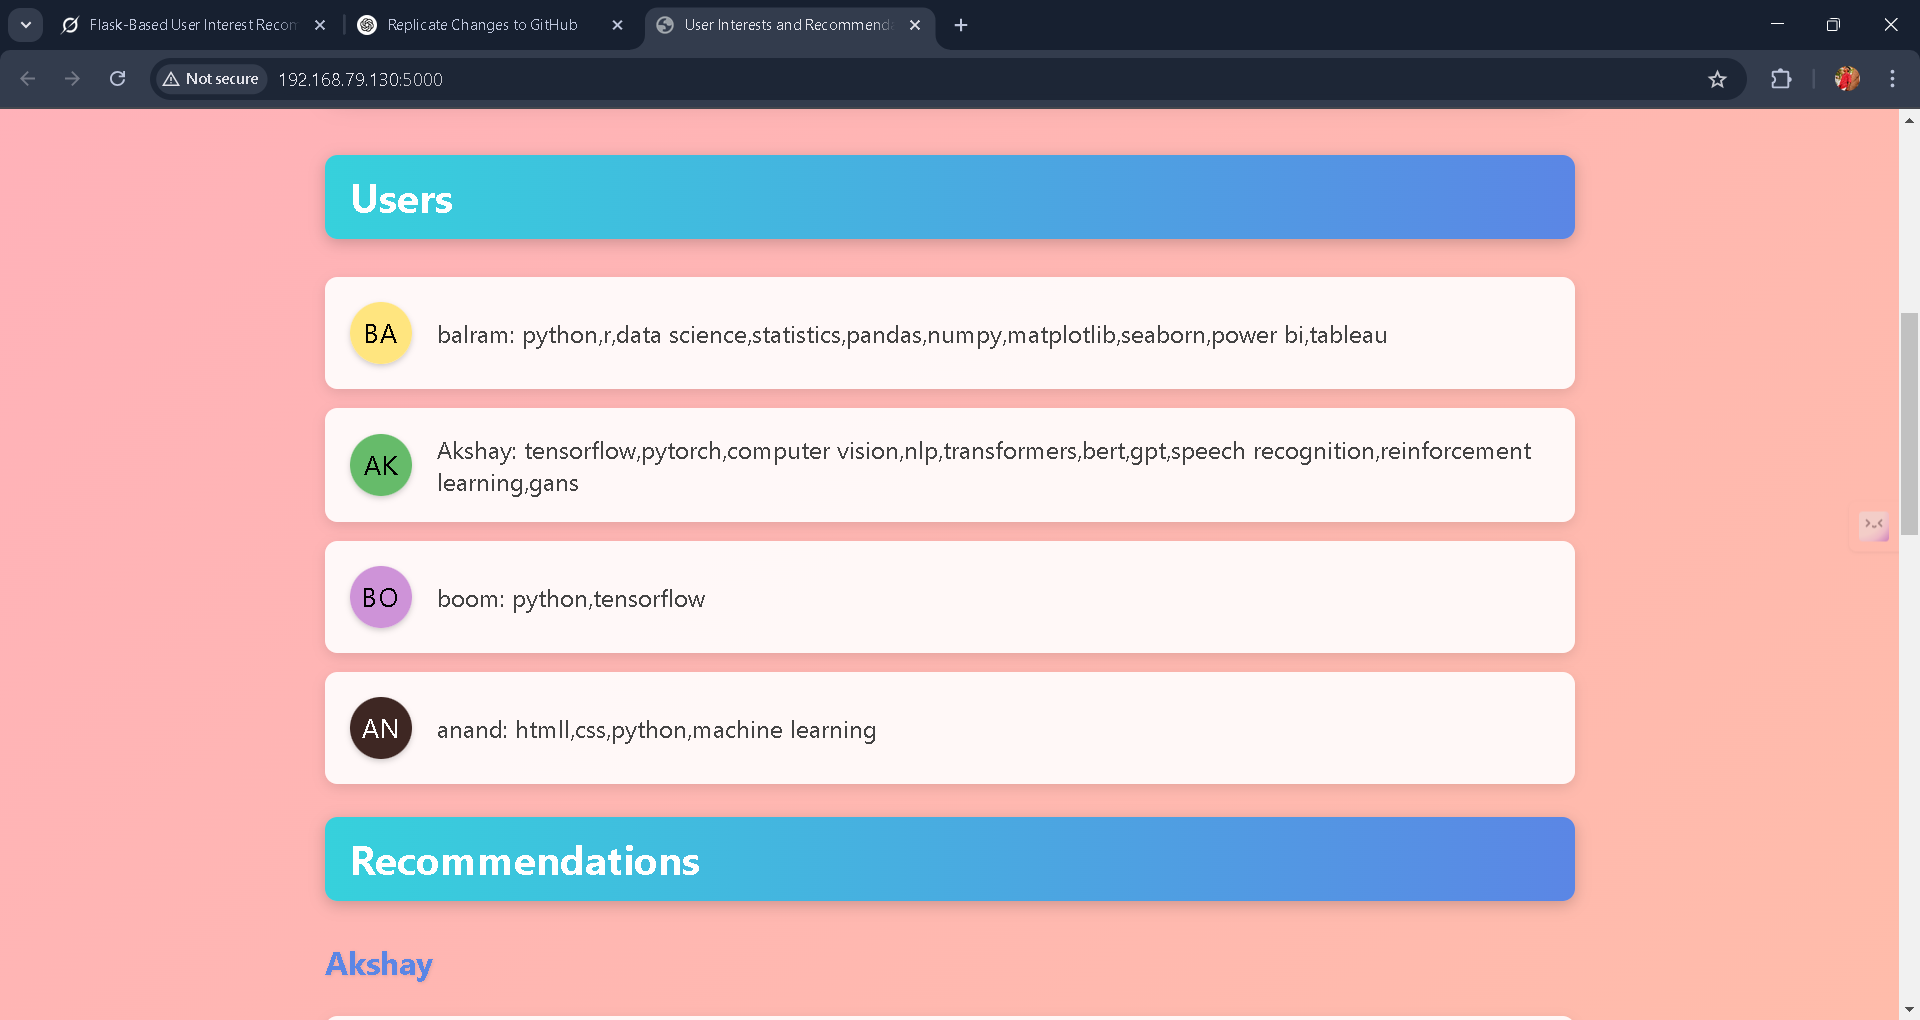 Flask-Based User Interest Recom
Replicate Changes to GitHub
User Interests and Recommenda
Not secure
192.168.79.130:5000
Users
BA
balram: python,r,data science,statistics,pandas,numpy,matplotlib,seaborn,power bi,tableau
AK
Akshay: tensorflow,pytorch,computer vision,nlp,transformers,bert,gpt,speech recognition,reinforcement
learning,gans
BO
boom: python,tensorflow
AN
anand: htmll,css,python,machine learning
Recommendations
Akshay